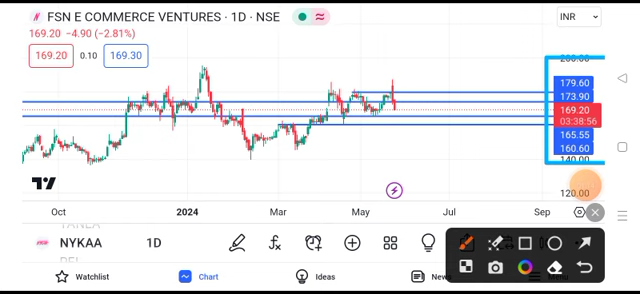 FSN E COMMERCE VENTURES · 1D · NSE
INR
169.20 −4.90 (−2.81%)
169.20 0.10 169.30
200.00
179.60
173.90
169.20
03:38:56
165.55
160.60
140.00
120.00
Oct 2024 Mar May Jul Sep
NYKAA 1D
Watchlist Chart Ideas News